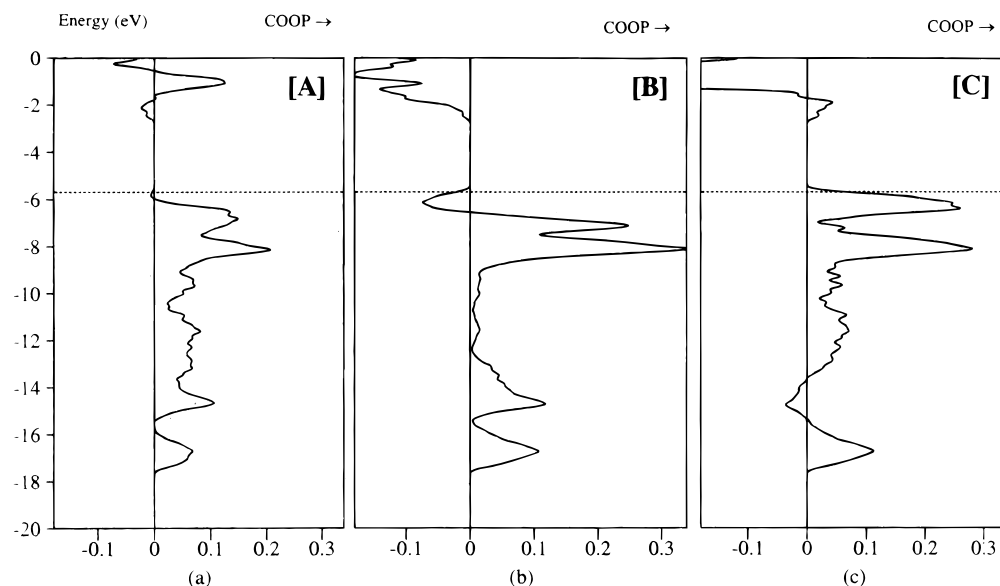 Energy (eV) COOP → COOP → COOP →
[A] [B] [C]
0
-2
-4
-6
-8
-10
-12
-14
-16
-18
-20
-0.1 0 0.1 0.2 0.3 -0.1 0 0.1 0.2 0.3 -0.1 0 0.1 0.2 0.3
(a) (b) (c)